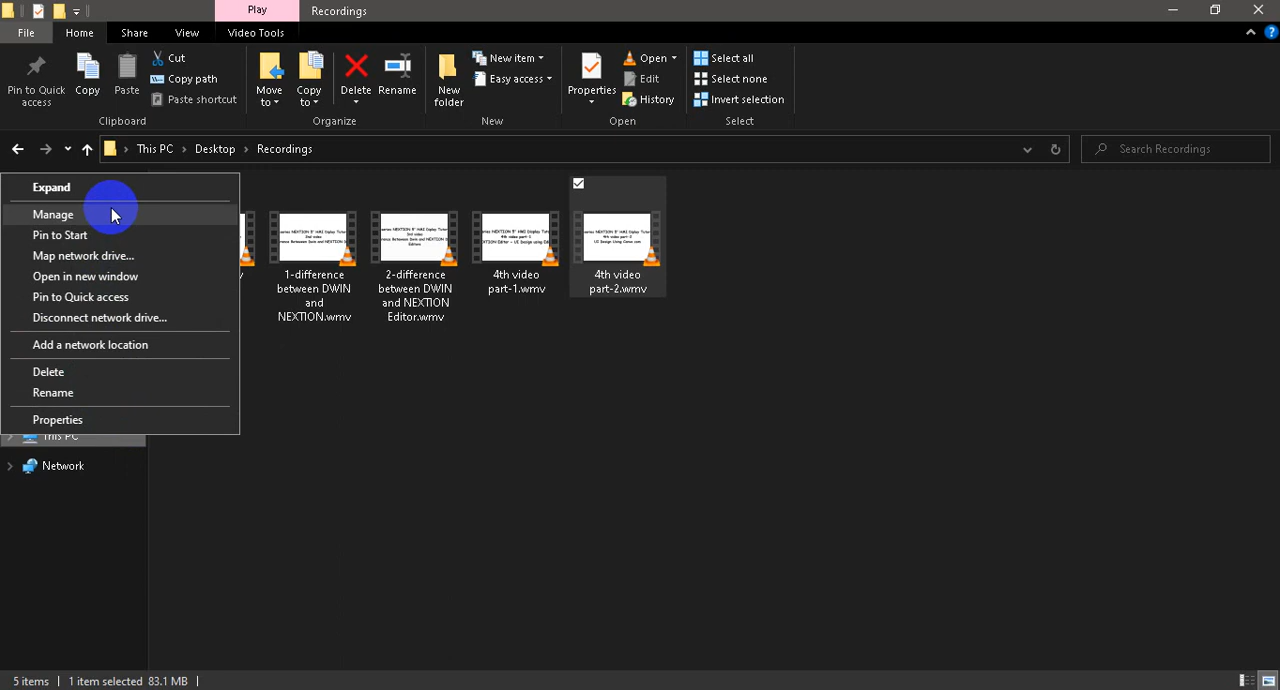 Play
Recordings
File
Home
Share
View
Video Tools
Pin to Quick
access
Copy
Paste
Cut
Copy path
Paste shortcut
Clipboard
Move
to
Copy
to
Delete
Rename
Organize
New
folder
New item
Easy access
New
Properties
Open
Edit
History
Open
Select all
Select none
Invert selection
Select
This PC
Desktop
Recordings
Search Recordings
Expand
Manage
Pin to Start
Map network drive...
Open in new window
Pin to Quick access
Disconnect network drive...
Add a network location
Delete
Rename
Properties
1-difference
between DWIN
and
NEXTION.wmv
2-difference
between DWIN
and NEXTION
Editor.wmv
4th video
part-1.wmv
4th video
part-2.wmv
This PC
Network
5 items
1 item selected 83.1 MB